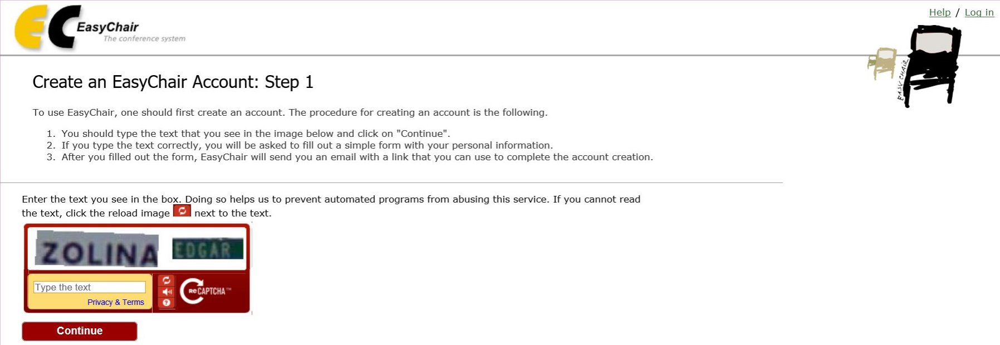 Help / Log in
EC EasyChair
The conference system
EASY CHAIR
Create an EasyChair Account: Step 1
To use EasyChair, one should first create an account. The procedure for creating an account is the following.
1. You should type the text that you see in the image below and click on "Continue".
2. If you type the text correctly, you will be asked to fill out a simple form with your personal information.
3. After you filled out the form, EasyChair will send you an email with a link that you can use to complete the account creation.
Enter the text you see in the box. Doing so helps us to prevent automated programs from abusing this service. If you cannot read
the text, click the reload image next to the text.
ZOLINA EDGAR
Type the text
Privacy & Terms
?
ReCAPTCHA™
Continue